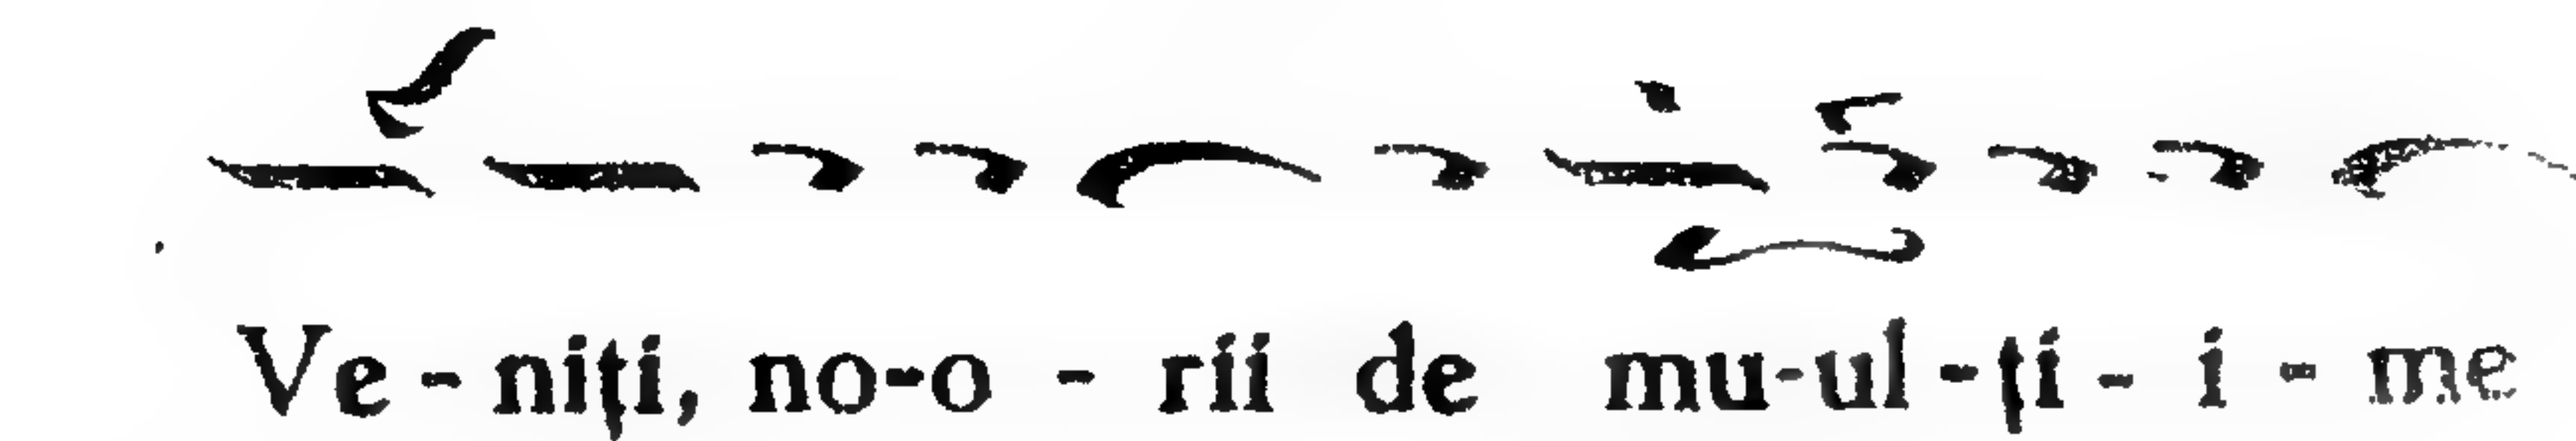 Ve - niți, no-o - rii de mu-ul - ți - i - me